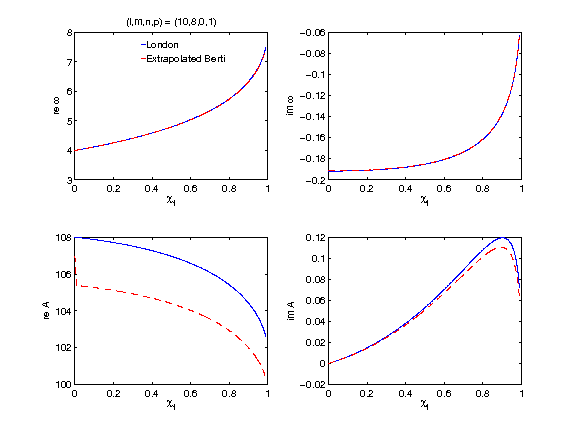 (l,m,n,p) = (10,8,0,1)
8
7
6
5
4
3
re ω
0 0.2 0.4 0.6 0.8 1
χf
London
Extrapolated Berti
−0.06
−0.08
−0.1
−0.12
−0.14
−0.16
−0.18
−0.2
im ω
0 0.2 0.4 0.6 0.8 1
χf
108
106
104
102
100
re A
0 0.2 0.4 0.6 0.8 1
χf
0.12
0.1
0.08
0.06
0.04
0.02
0
−0.02
im A
0 0.2 0.4 0.6 0.8 1
χf